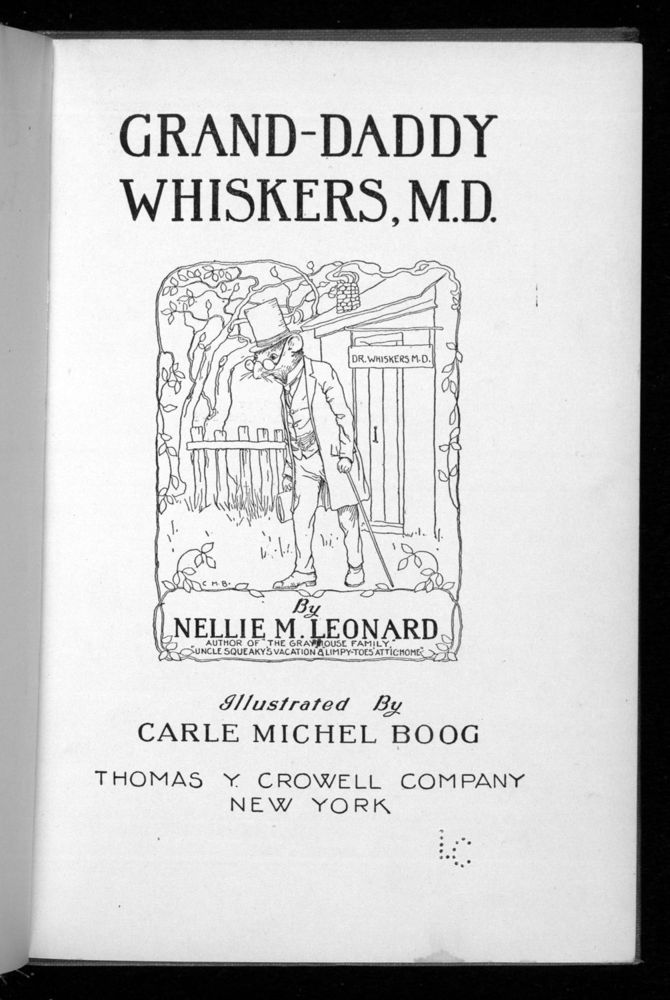 GRAND-DADDY
WHISKERS, M.D.
DR. WHISKERS M.D.
C M B.
By
NELLIE M. LEONARD
AUTHOR OF "THE GRAYMOUSE FAMILY,"
"UNCLE SQUEAKY'S VACATION & LIMPY-TOES' ATTIC HOME"
Illustrated By
CARLE MICHEL BOOG
THOMAS Y. CROWELL COMPANY
NEW YORK
LC